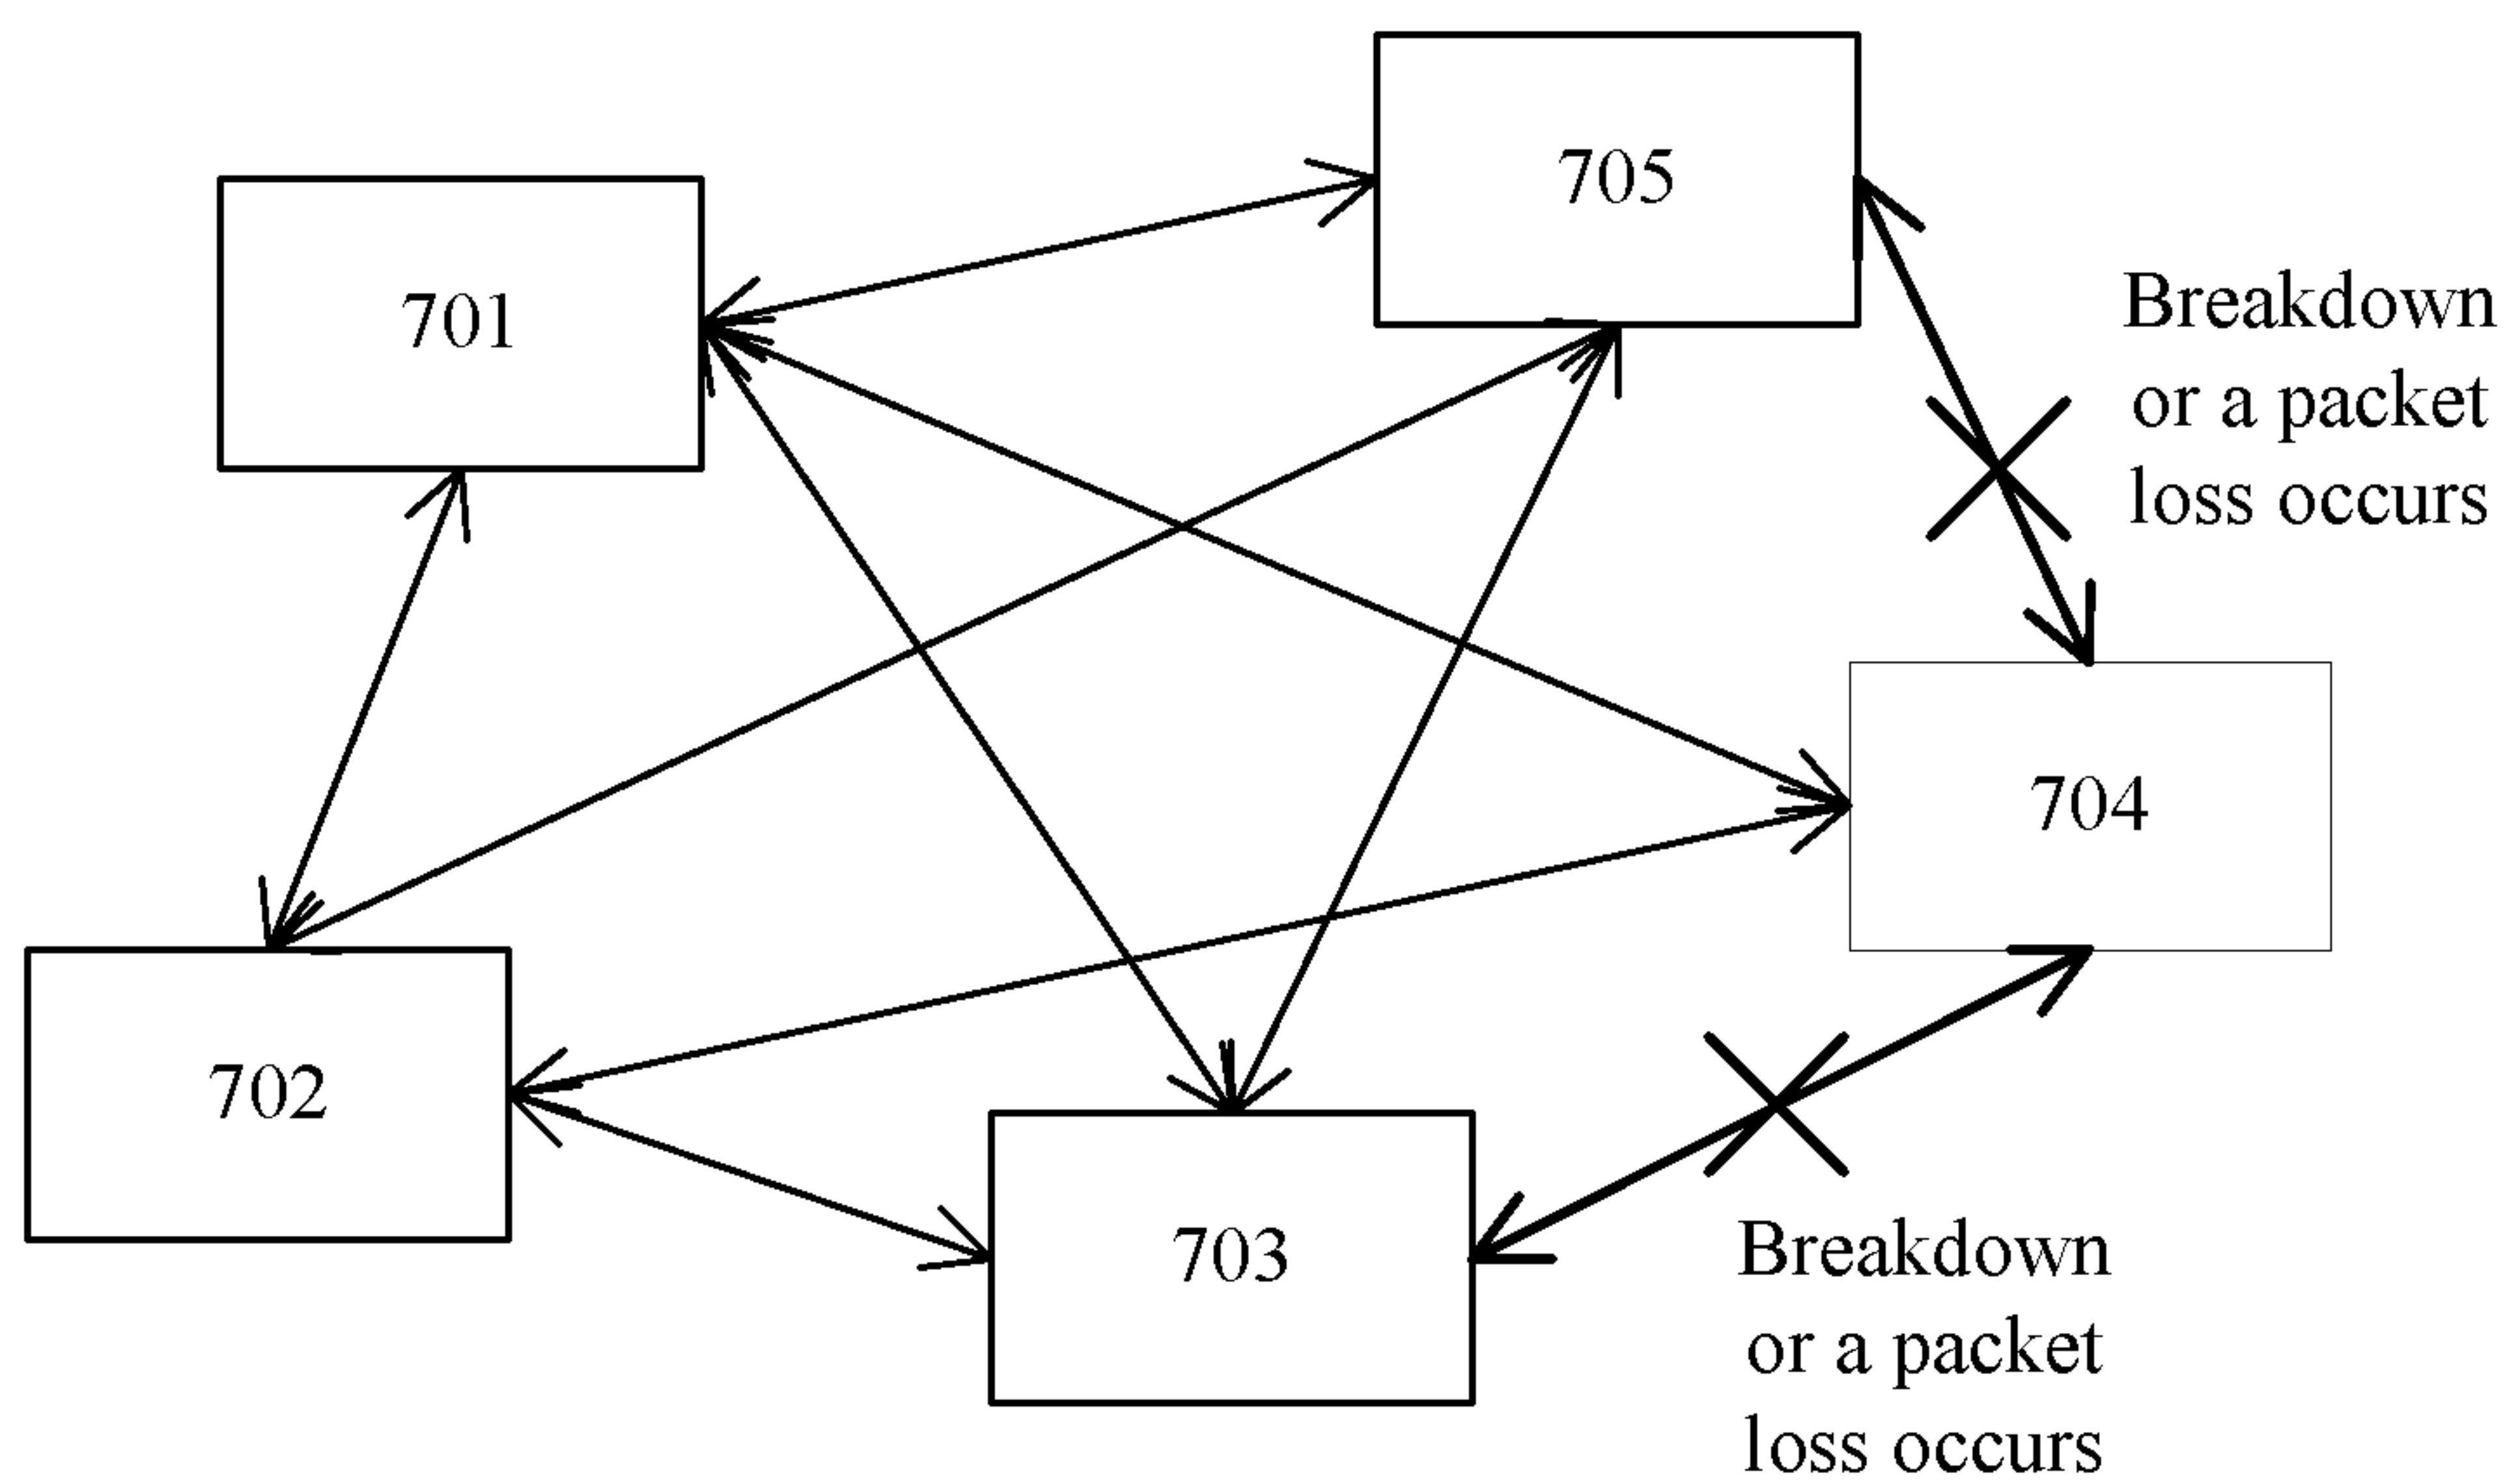 705
701
Breakdown
or a packet
loss occurs
704
702
703
Breakdown
or a packet
loss occurs